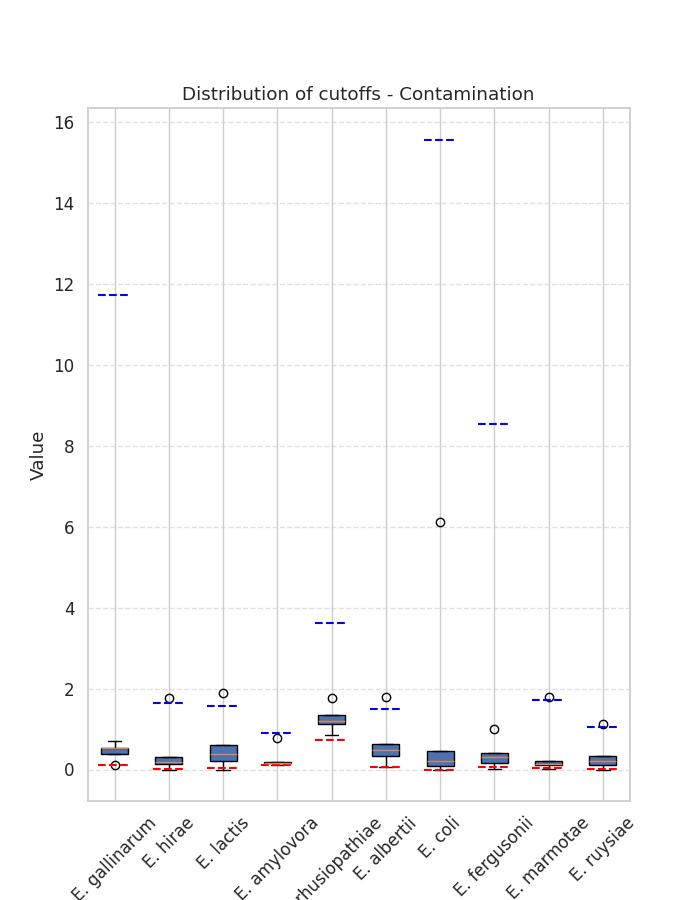 Distribution of cutoffs - Contamination
Value
16
14
12
10
8
6
4
2
0
E. gallinarum
E. hirae
E. lactis
E. amylovora
rhusiopathiae
E. albertii
E. coli
E. fergusonii
E. marmotae
E. ruysiae